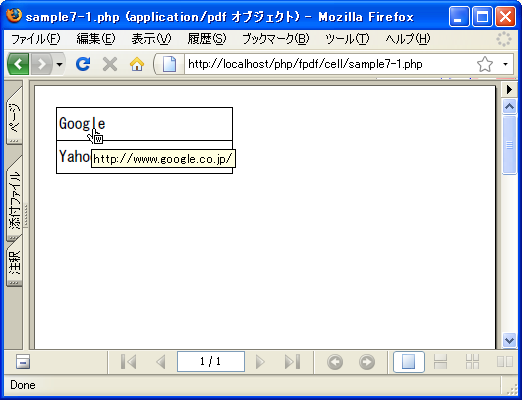 sample7-1.php (application/pdf オブジェクト) - Mozilla Firefox
ファイル(F) 編集(E) 表示(V) 履歴(S) ブックマーク(B) ツール(T) ヘルプ(H)
http://localhost/php/fpdf/cell/sample7-1.php
ページ
添付ファイル
注釈
Google
Yaho
http://www.google.co.jp/
1 / 1
Done